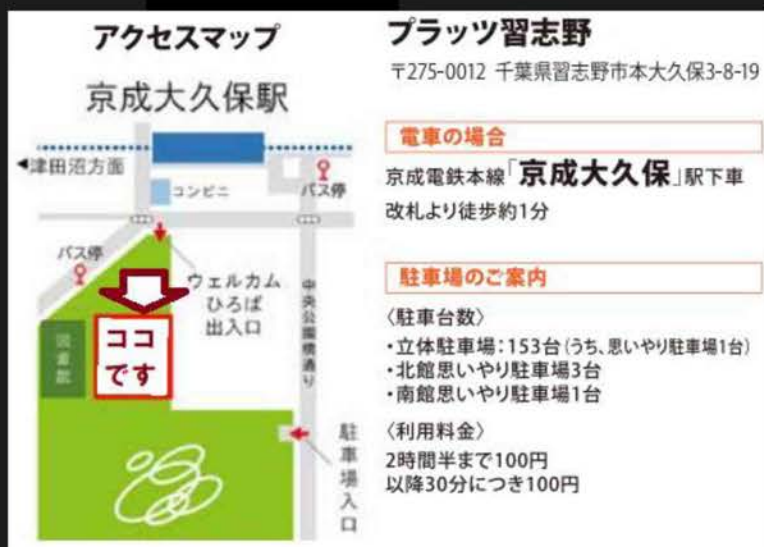 アクセスマップ
京成大久保駅
◀津田沼方面
コンビニ
バス停
バス停
ウェルカム
ひろば
出入口
中央公園横通り
図書館
ココ
です
駐車場入口
プラッツ習志野
〒275-0012 千葉県習志野市本大久保3-8-19
電車の場合
京成電鉄本線「京成大久保」駅下車
改札より徒歩約1分
駐車場のご案内
〈駐車台数〉
・立体駐車場：153台(うち、思いやり駐車場1台)
・北館思いやり駐車場3台
・南館思いやり駐車場1台
〈利用料金〉
2時間半まで100円
以降30分につき100円